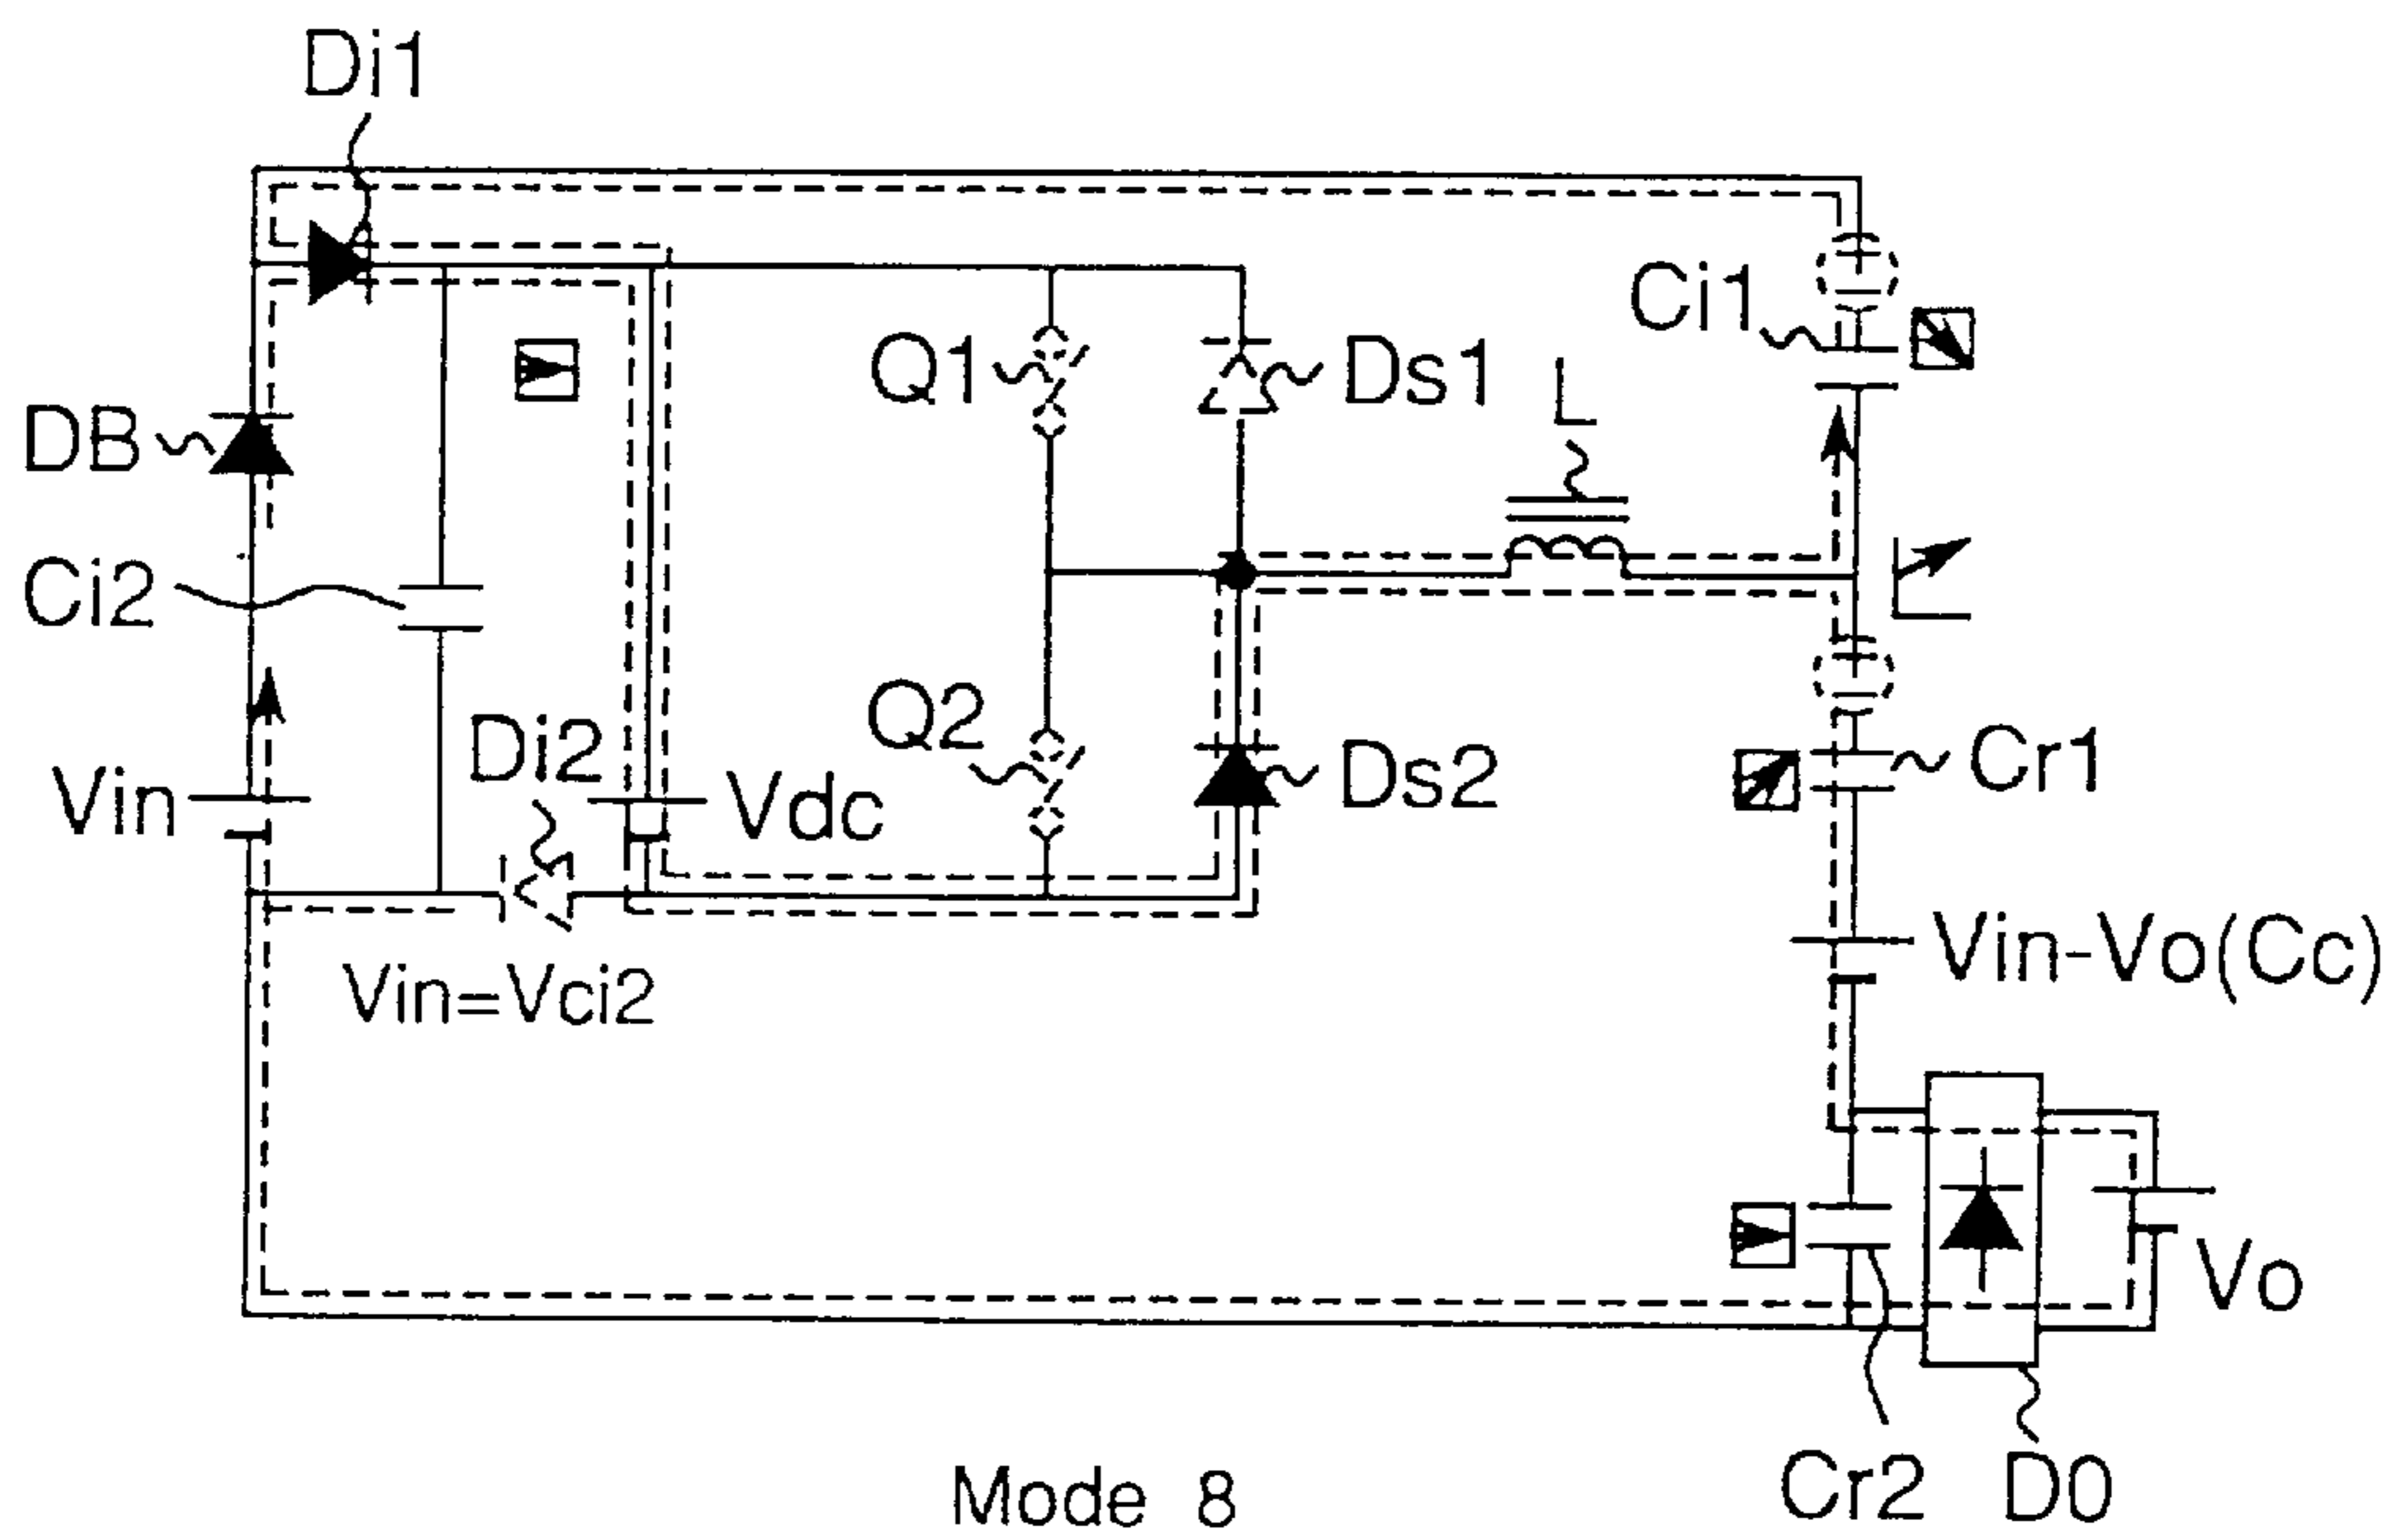 Di1
Ci1
Q1
Ds1
L
DB
Ci2
Q2
Di2
Vin
Vdc
Ds2
Cr1
Vin-Vo(Cc)
Vin=Vci2
Vo
Cr2
D0
Mode 8